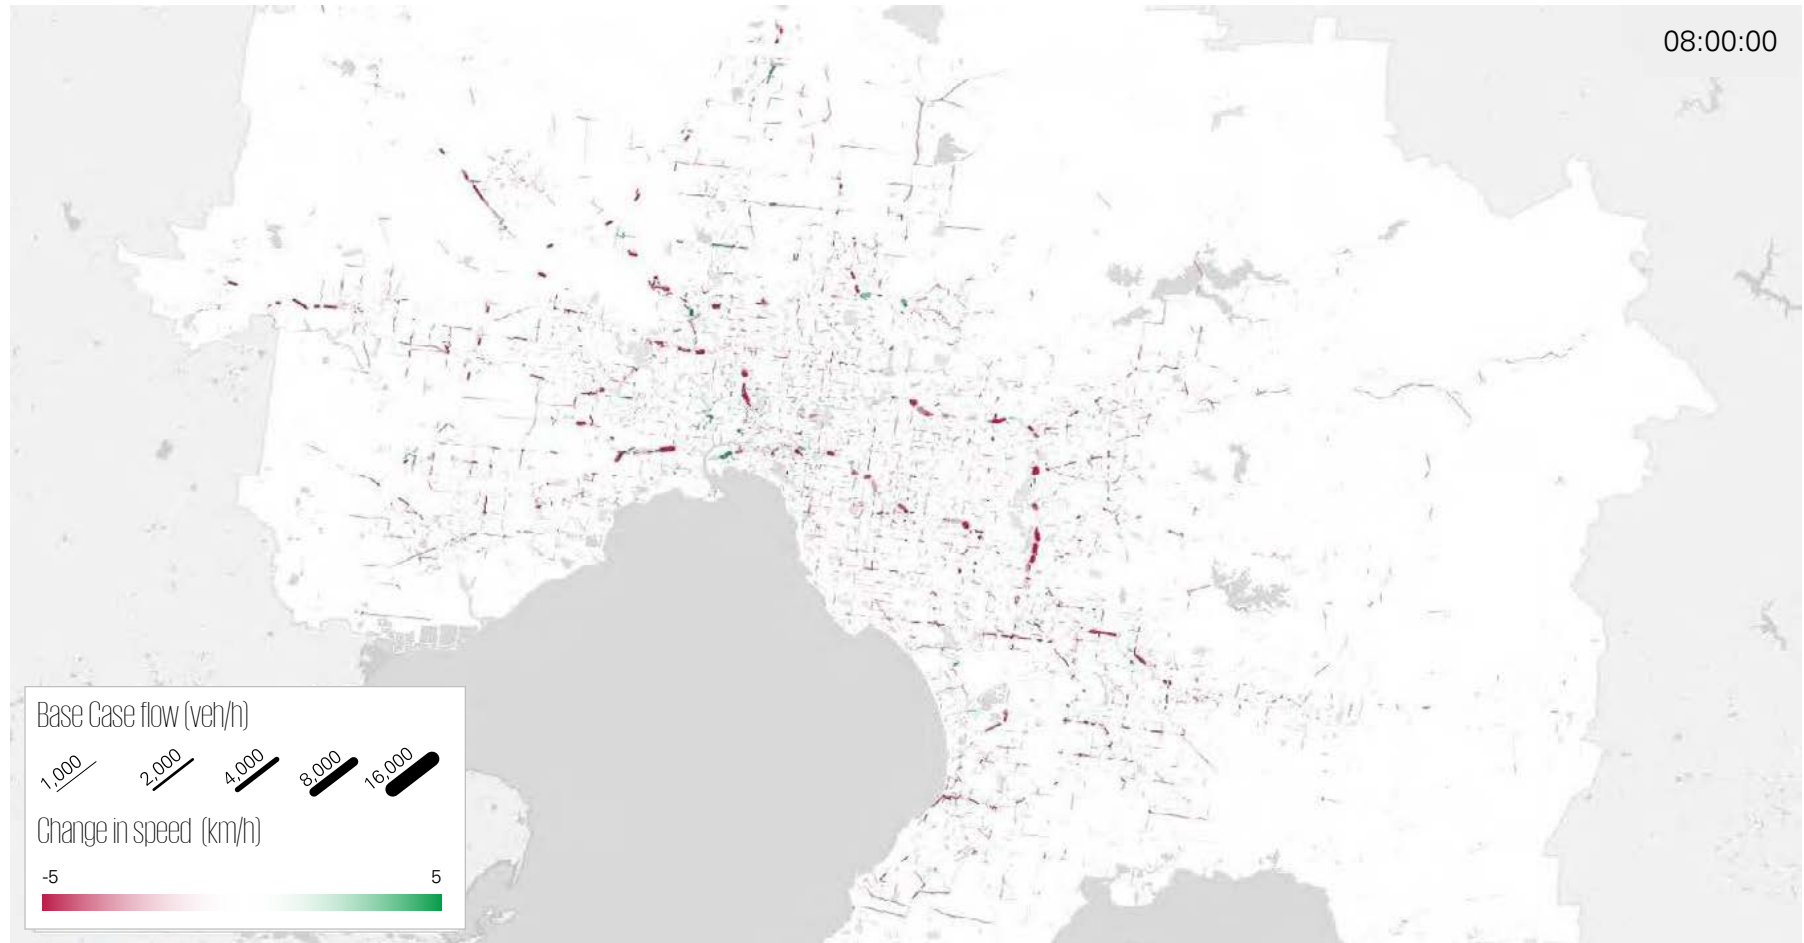 08:00:00
Base Case flow (veh/h)
1,000 2,000 4,000 8,000 16,000
Change in speed (km/h)
-5 5